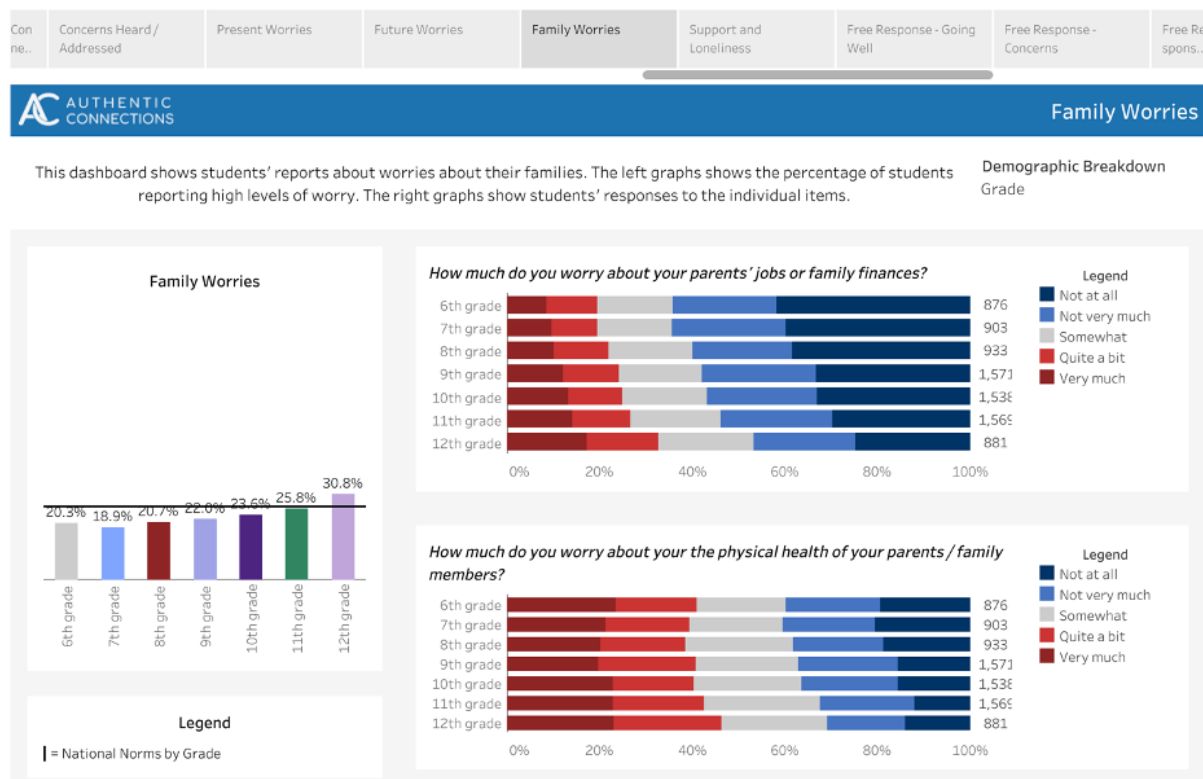 Con
ne..
Concerns Heard /
Addressed
Present Worries
Future Worries
Family Worries
Support and
Loneliness
Free Response - Going
Well
Free Response -
Concerns
Free Re
spons..
AC AUTHENTIC
CONNECTIONS
Family Worries
This dashboard shows students' reports about worries about their families. The left graphs shows the percentage of students
reporting high levels of worry. The right graphs show students' responses to the individual items.
Demographic Breakdown
Grade
Family Worries
20.3% 18.9% 20.7% 22.0% 23.6% 25.8% 30.8%
6th grade
7th grade
8th grade
9th grade
10th grade
11th grade
12th grade
Legend
= National Norms by Grade
How much do you worry about your parents' jobs or family finances?
6th grade 876
7th grade 903
8th grade 933
9th grade 1,571
10th grade 1,538
11th grade 1,569
12th grade 881
0% 20% 40% 60% 80% 100%
Legend
Not at all
Not very much
Somewhat
Quite a bit
Very much
How much do you worry about your the physical health of your parents / family
members?
6th grade 876
7th grade 903
8th grade 933
9th grade 1,571
10th grade 1,538
11th grade 1,569
12th grade 881
0% 20% 40% 60% 80% 100%
Legend
Not at all
Not very much
Somewhat
Quite a bit
Very much